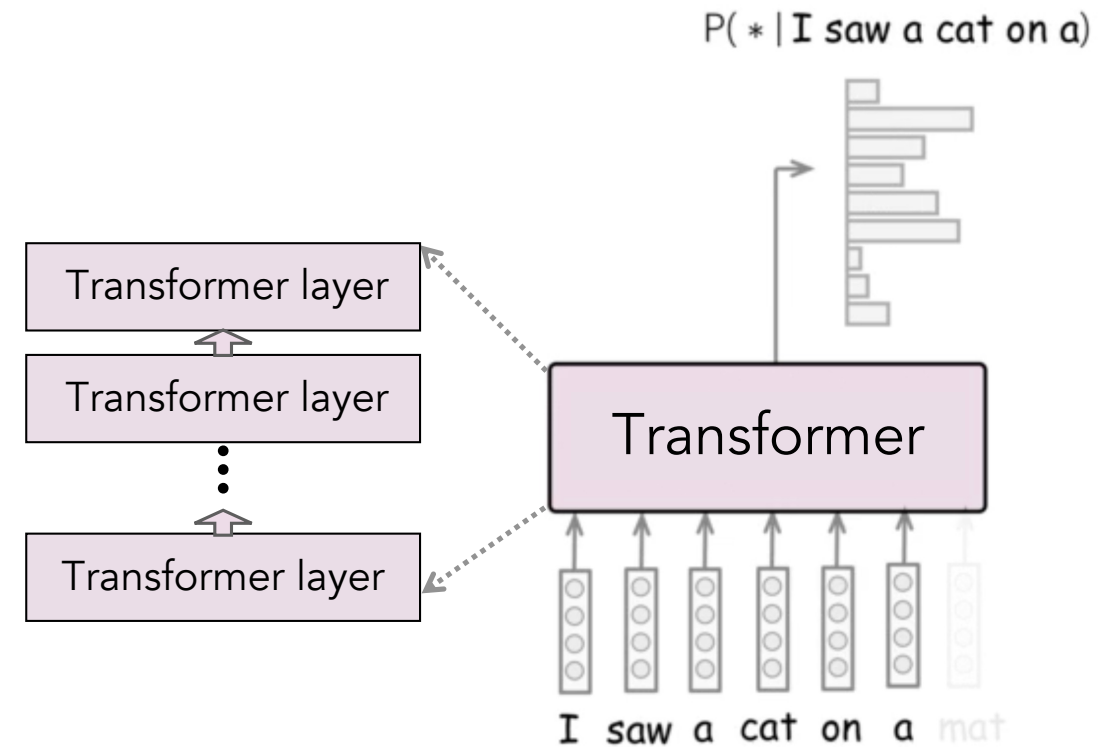 P( * | I saw a cat on a)
Transformer layer
Transformer layer
Transformer layer
Transformer
I saw a cat on a mat